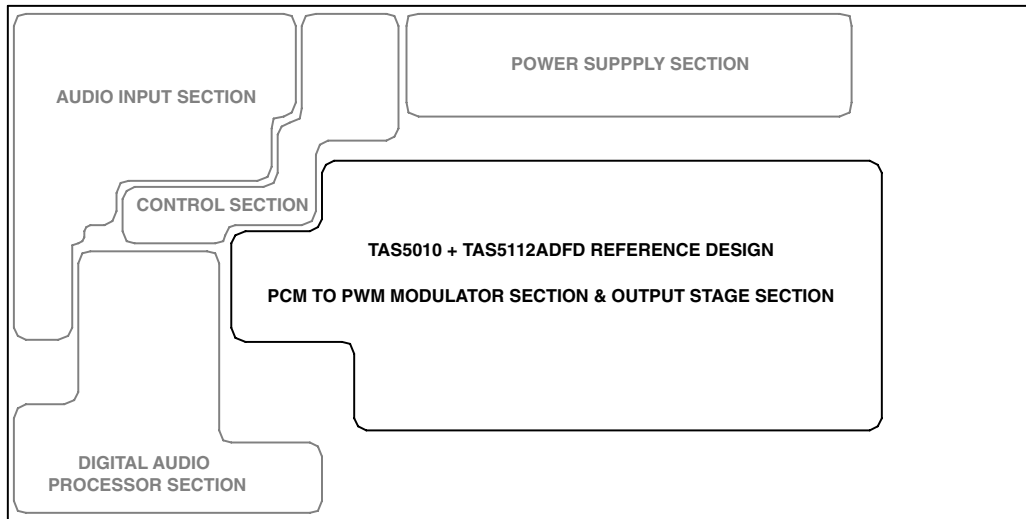 POWER SUPPPLY SECTION
AUDIO INPUT SECTION
CONTROL SECTION
TAS5010 + TAS5112ADFD REFERENCE DESIGN
PCM TO PWM MODULATOR SECTION & OUTPUT STAGE SECTION
DIGITAL AUDIO
PROCESSOR SECTION